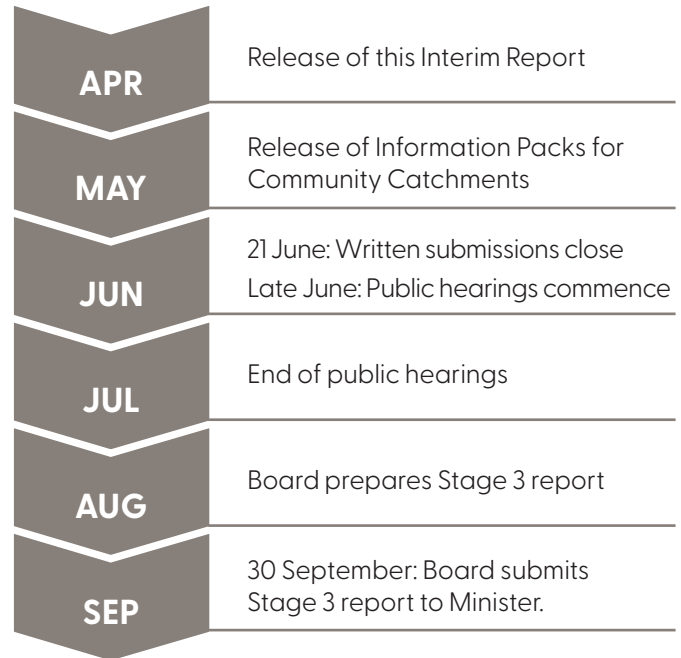 APR
Release of this Interim Report
MAY
Release of Information Packs for
Community Catchments
JUN
21 June: Written submissions close
Late June: Public hearings commence
JUL
End of public hearings
AUG
Board prepares Stage 3 report
SEP
30 September: Board submits
Stage 3 report to Minister.